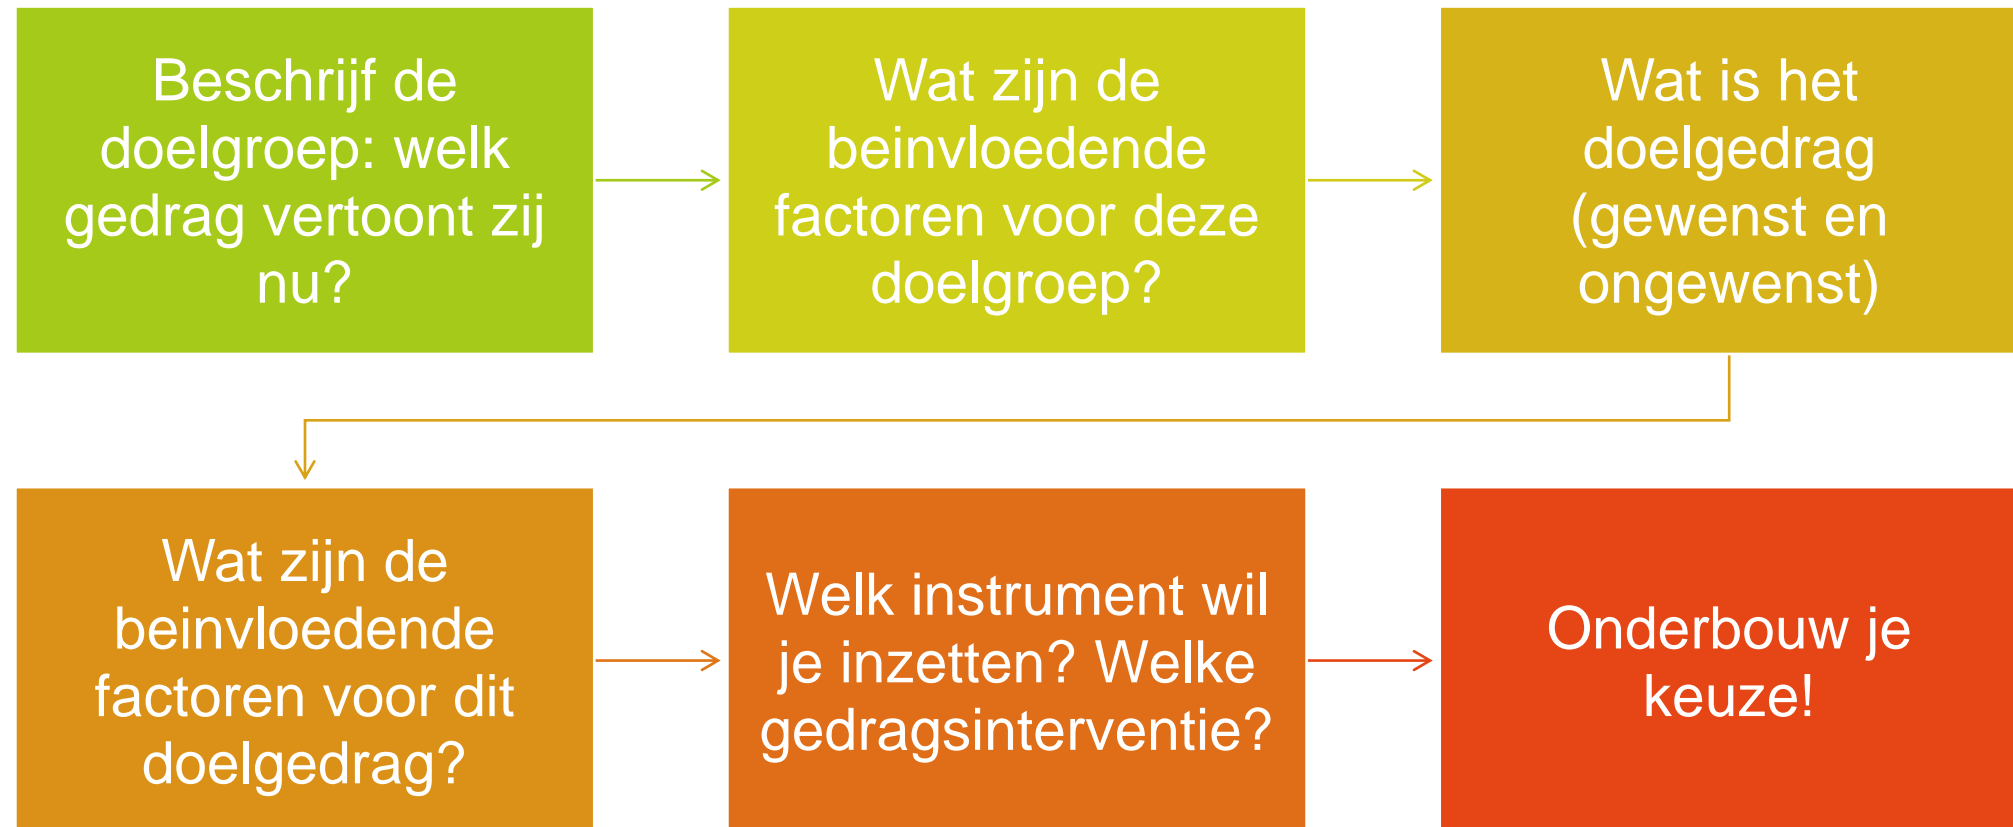 Beschrijf de
doelgroep: welk
gedrag vertoont zij
nu?
Wat zijn de
beinvloedende
factoren voor deze
doelgroep?
Wat is het
doelgedrag
(gewenst en
ongewenst)
Wat zijn de
beinvloedende
factoren voor dit
doelgedrag?
Welk instrument wil
je inzetten? Welke
gedragsinterventie?
Onderbouw je
keuze!